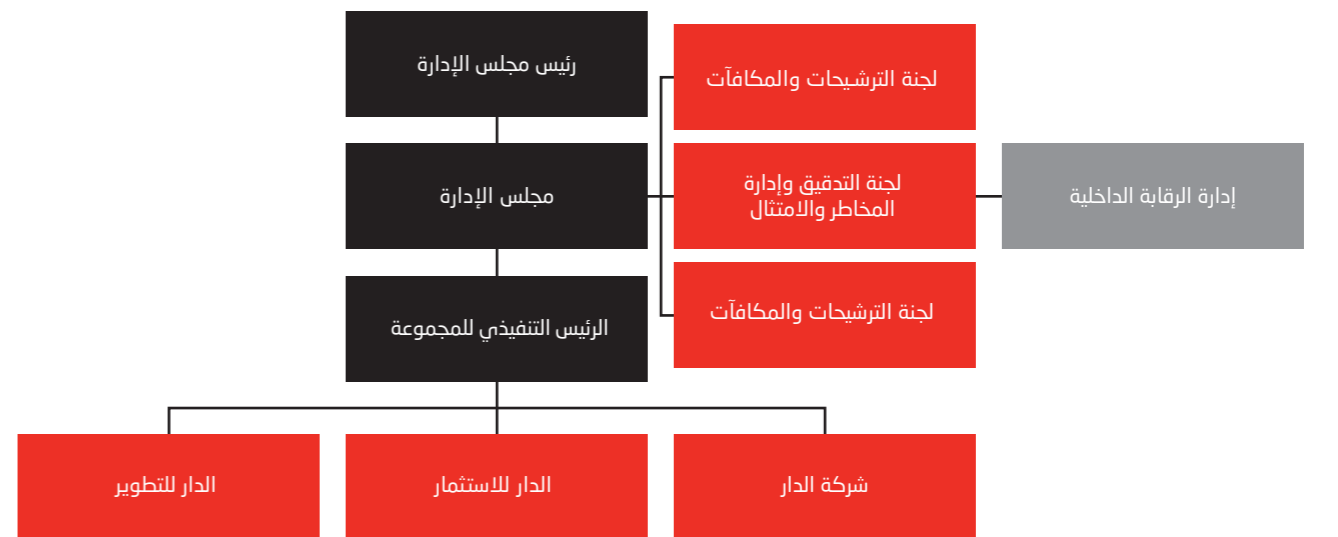 رئيس مجلس الإدارة
لجنة الترشيحات والمكافآت
مجلس الإدارة
لجنة التدقيق وإدارة
المخاطر والامتثال
إدارة الرقابة الداخلية
الرئيس التنفيذي للمجموعة
لجنة الترشيحات والمكافآت
شركة الدار
الدار للاستثمار
الدار للتطوير